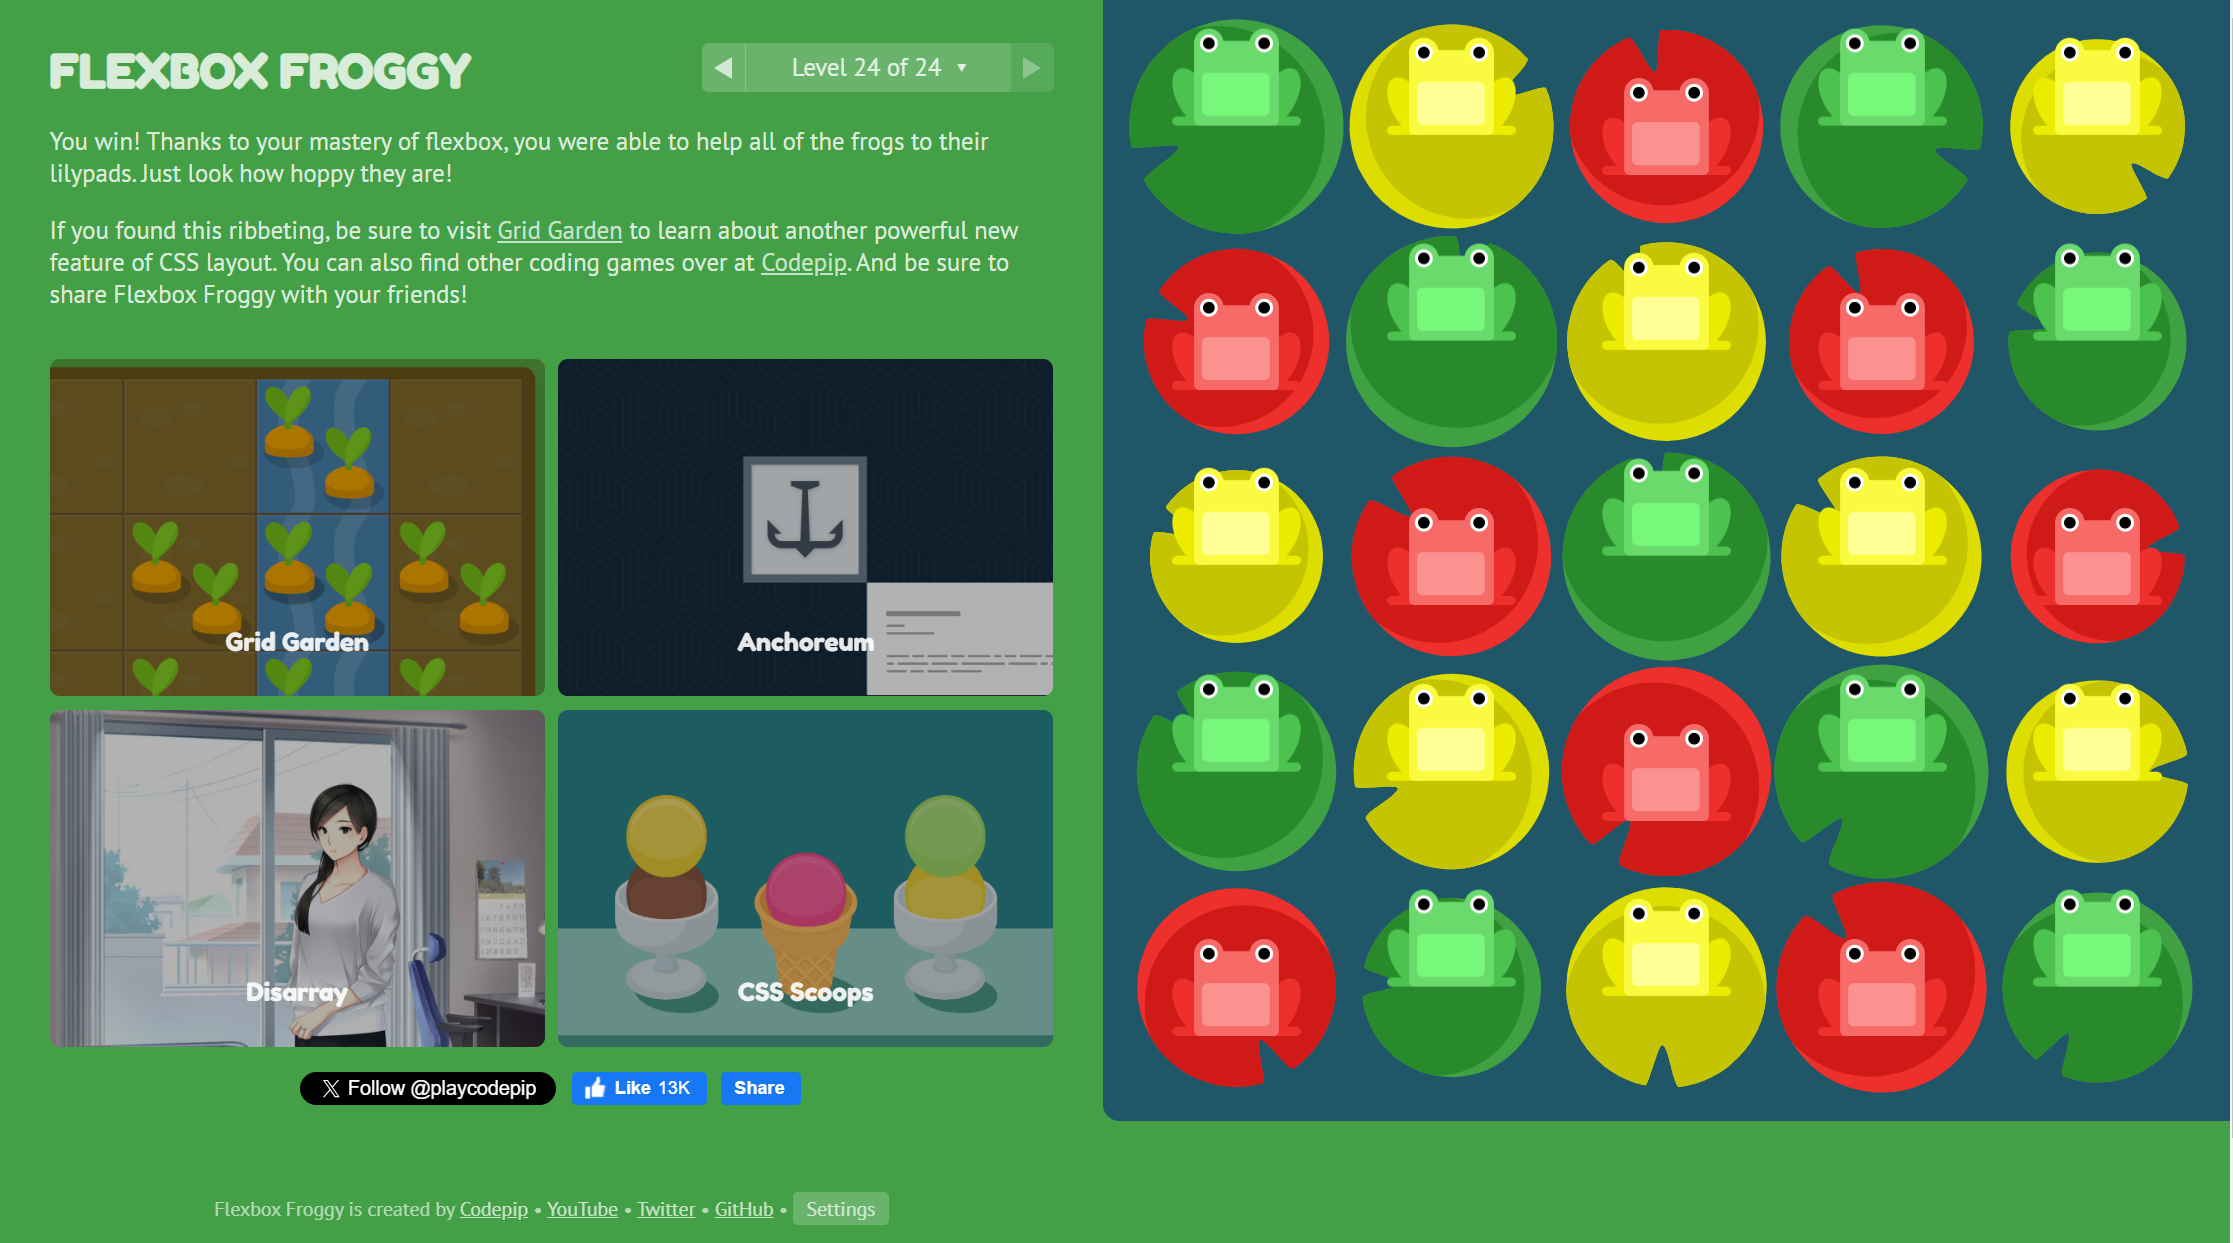 FLEXBOX FROGGY
Level 24 of 24
You win! Thanks to your mastery of flexbox, you were able to help all of the frogs to their
lilypads. Just look how hoppy they are!
If you found this ribbeting, be sure to visit Grid Garden to learn about another powerful new
feature of CSS layout. You can also find other coding games over at Codepip. And be sure to
share Flexbox Froggy with your friends!
Grid Garden
Anchoreum
Disarray
CSS Scoops
Follow @playcodepip
Like 13K
Share
Flexbox Froggy is created by Codepip • YouTube • Twitter • GitHub • Settings